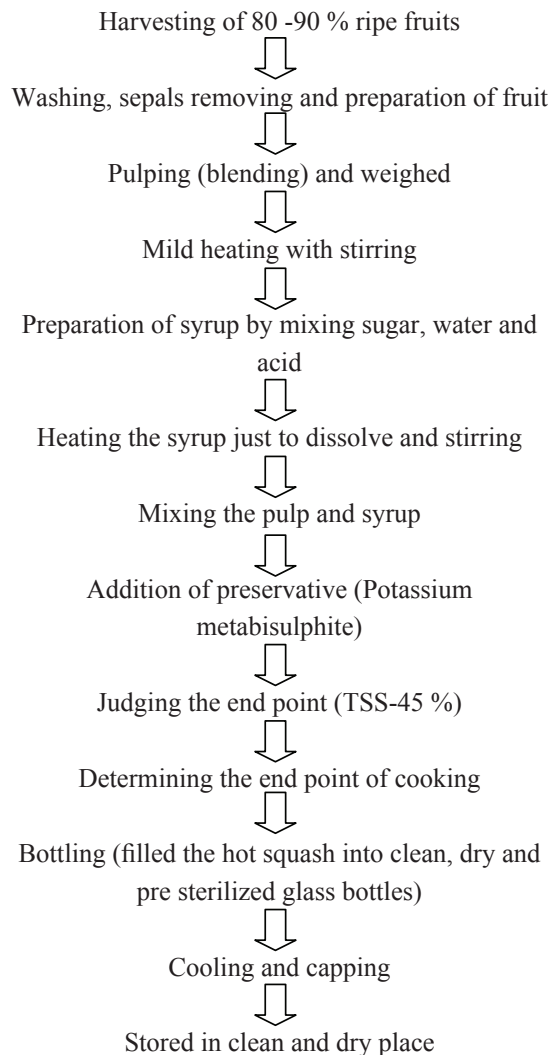 Harvesting of 80 -90 % ripe fruits
Washing, sepals removing and preparation of fruit
Pulping (blending) and weighed
Mild heating with stirring
Preparation of syrup by mixing sugar, water and
acid
Heating the syrup just to dissolve and stirring
Mixing the pulp and syrup
Addition of preservative (Potassium
metabisulphite)
Judging the end point (TSS-45 %)
Determining the end point of cooking
Bottling (filled the hot squash into clean, dry and
pre sterilized glass bottles)
Cooling and capping
Stored in clean and dry place